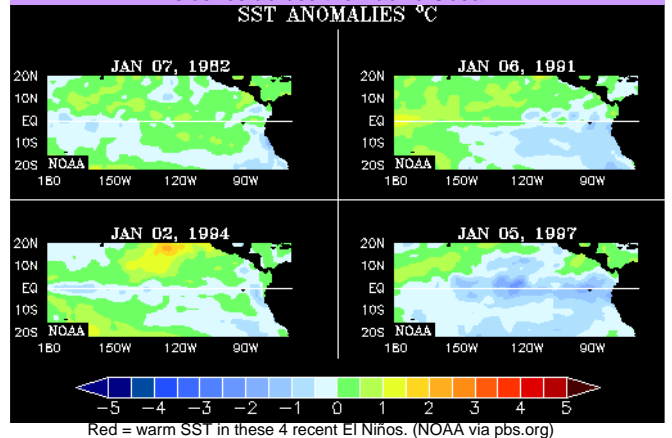 SST ANOMALIES °C
JAN 07, 1982
20N
10N
EQ
10S
20S
NOAA
180 150W 120W 90W
JAN 06, 1991
20N
10N
EQ
10S
20S
NOAA
180 150W 120W 90W
JAN 02, 1994
20N
10N
EQ
10S
20S
NOAA
180 150W 120W 90W
JAN 05, 1997
20N
10N
EQ
10S
20S
NOAA
180 150W 120W 90W
-5 -4 -3 -2 -1 0 1 2 3 4 5
Red = warm SST in these 4 recent El Niños. (NOAA via pbs.org)